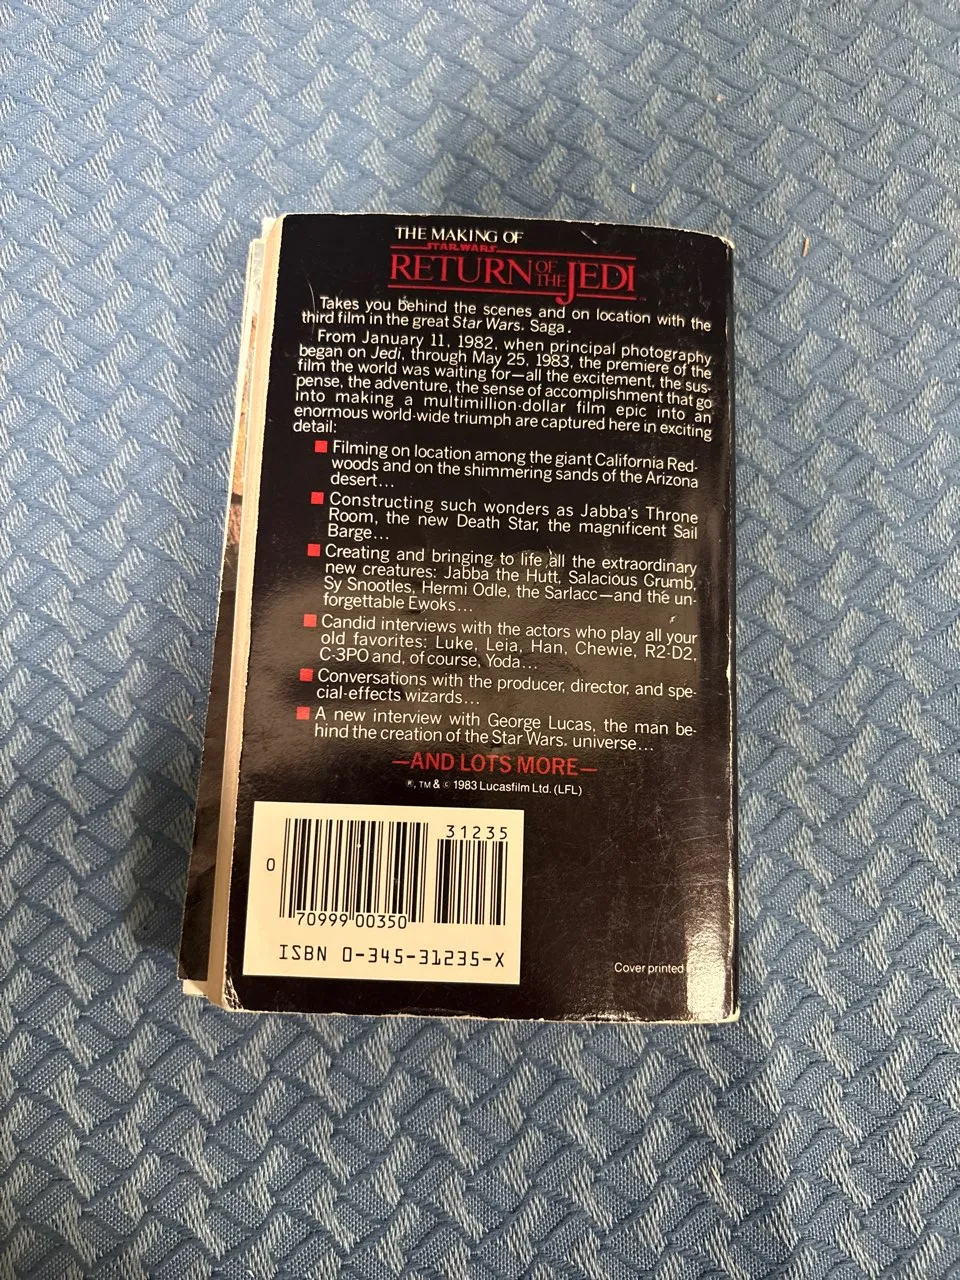 THE MAKING OF
STAR WARS
RETURN OF THE JEDI
Takes you behind the scenes and on location with the
third film in the great Star Wars. Saga.
From January 11, 1982, when principal photography
began on Jedi, through May 25, 1983, the premiere of the
film the world was waiting for—all the excitement, the sus-
pense, the adventure, the sense of accomplishment that go
into making a multimillion-dollar film epic into an
enormous world-wide triumph are captured here in exciting
detail:
■ Filming on location among the giant California Red-
woods and on the shimmering sands of the Arizona
desert...
■ Constructing such wonders as Jabba's Throne
Room, the new Death Star, the magnificent Sail
Barge...
■ Creating and bringing to life all the extraordinary
new creatures: Jabba the Hutt, Salacious Crumb,
Sy Snootles, Hermi Odle, the Sarlacc—and the un-
forgettable Ewoks...
■ Candid interviews with the actors who play all your
old favorites: Luke, Leia, Han, Chewie, R2-D2,
C-3PO and, of course, Yoda...
■ Conversations with the producer, director, and spe-
cial-effects wizards...
■ A new interview with George Lucas, the man be-
hind the creation of the Star Wars. universe...
—AND LOTS MORE—
®, TM & © 1983 Lucasfilm Ltd. (LFL)
31235
0
70999 00350
ISBN 0-345-31235-X
Cover printed